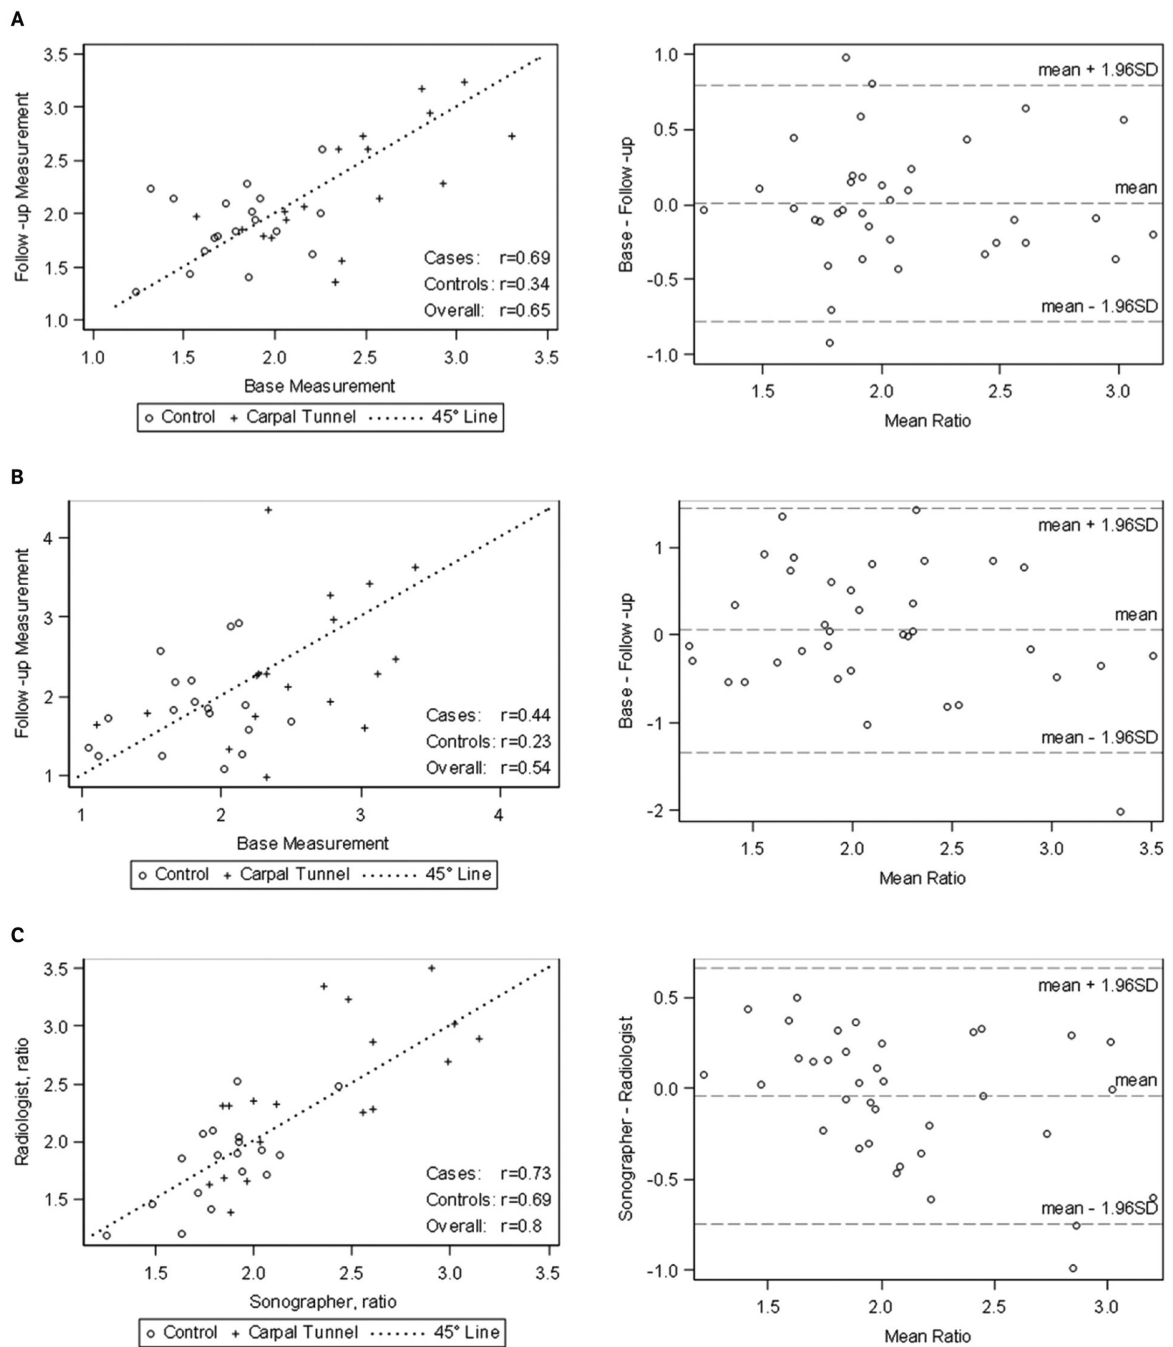 A
3.5
3.0
2.5
2.0
1.5
1.0
Follow -up Measurement
Cases: r=0.69
Controls: r=0.34
Overall: r=0.65
1.0 1.5 2.0 2.5 3.0 3.5
Base Measurement
Control Carpal Tunnel 45° Line
1.0
0.5
0.0
-0.5
-1.0
Base - Follow -up
mean + 1.96SD
mean
mean - 1.96SD
1.5 2.0 2.5 3.0
Mean Ratio
B
4
3
2
1
Follow -up Measurement
Cases: r=0.44
Controls: r=0.23
Overall: r=0.54
1 2 3 4
Base Measurement
Control Carpal Tunnel 45° Line
1
0
-1
-2
Base - Follow -up
mean + 1.96SD
mean
mean - 1.96SD
1.5 2.0 2.5 3.0 3.5
Mean Ratio
C
3.5
3.0
2.5
2.0
1.5
Radiologist, ratio
Cases: r=0.73
Controls: r=0.69
Overall: r=0.8
1.5 2.0 2.5 3.0 3.5
Sonographer, ratio
Control Carpal Tunnel 45° Line
0.5
0.0
-0.5
-1.0
Sonographer - Radiologist
mean + 1.96SD
mean
mean - 1.96SD
1.5 2.0 2.5 3.0
Mean Ratio